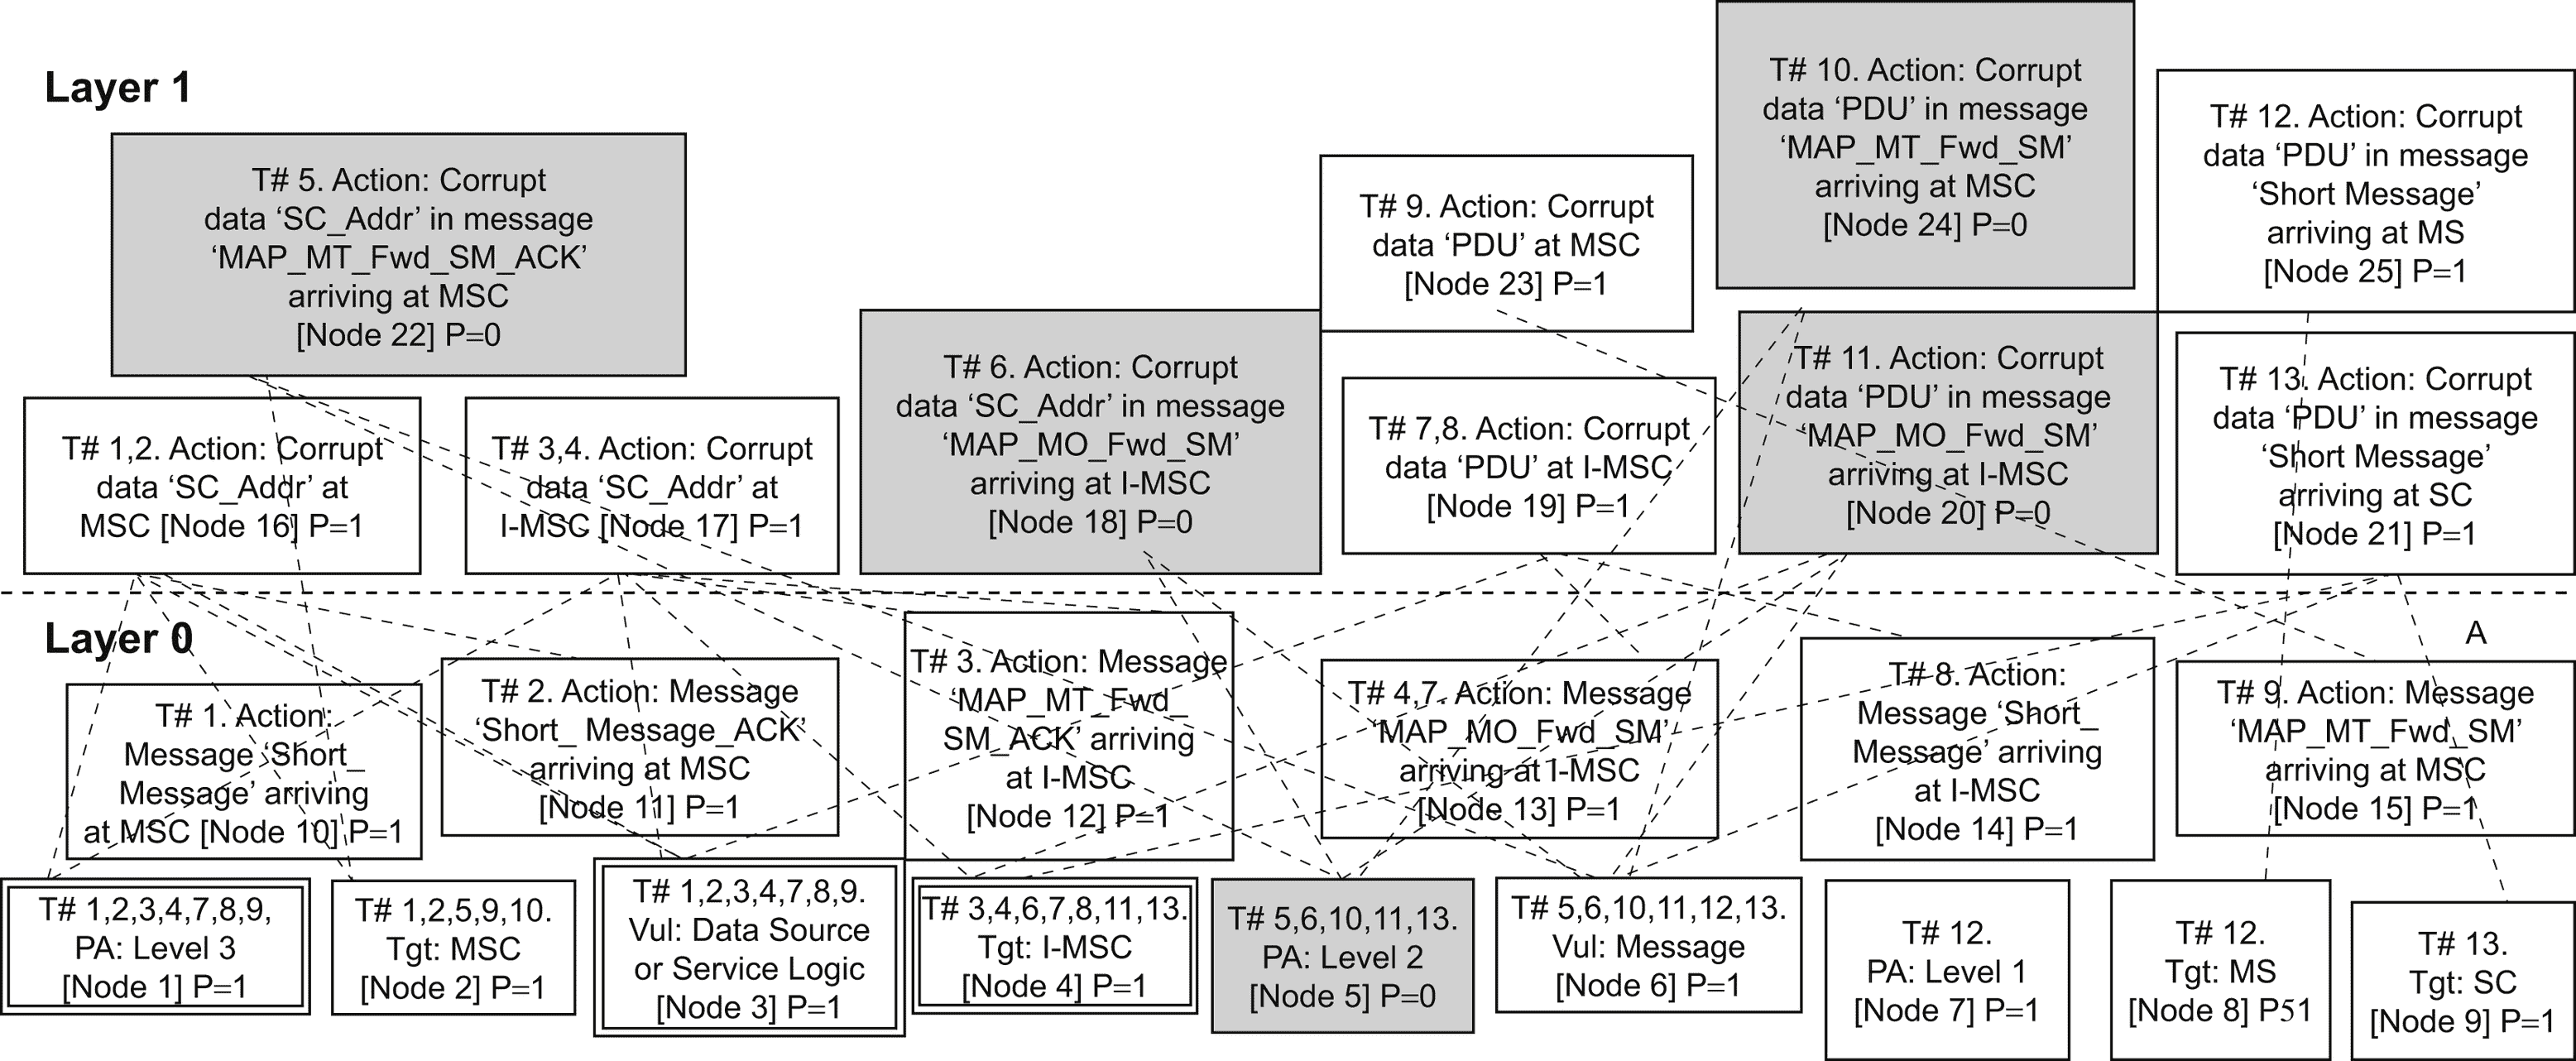 Layer 1
T# 5. Action: Corrupt
data ‘SC_Addr’ in message
‘MAP_MT_Fwd_SM_ACK’
arriving at MSC
[Node 22] P=0
T# 9. Action: Corrupt
data ‘PDU’ at MSC
[Node 23] P=1
T# 10. Action: Corrupt
data ‘PDU’ in message
‘MAP_MT_Fwd_SM’
arriving at MSC
[Node 24] P=0
T# 12. Action: Corrupt
data ‘PDU’ in message
‘Short Message’
arriving at MS
[Node 25] P=1
T# 1,2. Action: Corrupt
data ‘SC_Addr’ at
MSC [Node 16] P=1
T# 3,4. Action: Corrupt
data ‘SC_Addr’ at
I-MSC [Node 17] P=1
T# 6. Action: Corrupt
data ‘SC_Addr’ in message
‘MAP_MO_Fwd_SM’
arriving at I-MSC
[Node 18] P=0
T# 7,8. Action: Corrupt
data ‘PDU’ at I-MSC
[Node 19] P=1
T# 11. Action: Corrupt
data ‘PDU’ in message
‘MAP_MO_Fwd_SM’
arriving at I-MSC
[Node 20] P=0
T# 13. Action: Corrupt
data ‘PDU’ in message
‘Short Message’
arriving at SC
[Node 21] P=1
Layer 0
A
T# 1. Action:
Message ‘Short_
Message’ arriving
at MSC [Node 10] P=1
T# 2. Action: Message
‘Short_ Message_ACK’
arriving at MSC
[Node 11] P=1
T# 3. Action: Message
‘MAP_MT_Fwd_
SM_ACK’ arriving
at I-MSC
[Node 12] P=1
T# 4,7. Action: Message
‘MAP_MO_Fwd_SM’
arriving at I-MSC
[Node 13] P=1
T# 8. Action:
Message ‘Short_
Message’ arriving
at I-MSC
[Node 14] P=1
T# 9. Action: Message
‘MAP_MT_Fwd_SM’
arriving at MSC
[Node 15] P=1
T# 1,2,3,4,7,8,9,
PA: Level 3
[Node 1] P=1
T# 1,2,5,9,10.
Tgt: MSC
[Node 2] P=1
T# 1,2,3,4,7,8,9.
Vul: Data Source
or Service Logic
[Node 3] P=1
T# 3,4,6,7,8,11,13.
Tgt: I-MSC
[Node 4] P=1
T# 5,6,10,11,13.
PA: Level 2
[Node 5] P=0
T# 5,6,10,11,12,13.
Vul: Message
[Node 6] P=1
T# 12.
PA: Level 1
[Node 7] P=1
T# 12.
Tgt: MS
[Node 8] P51
T# 13.
Tgt: SC
[Node 9] P=1